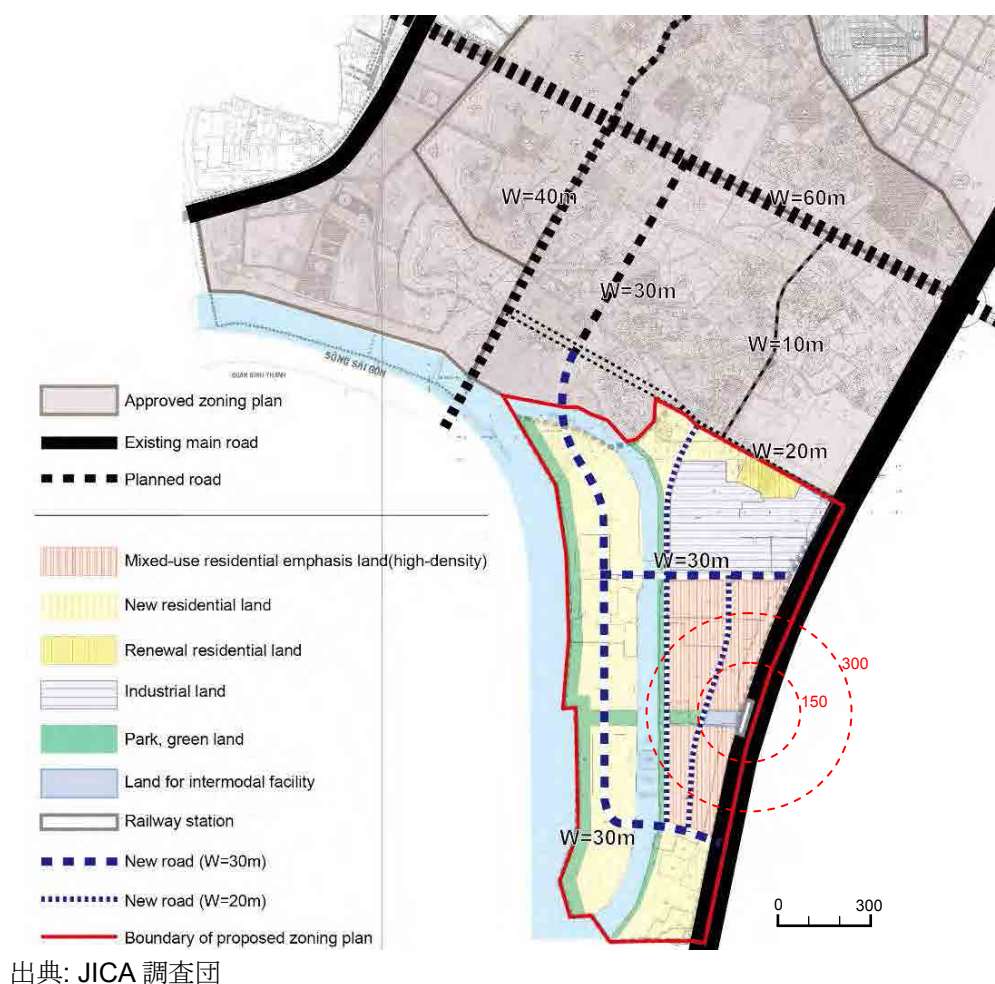 W=40m
W=60m
W=30m
W=10m
SÔNG SÀI GÒN
QUẬN BÌNH THẠNH
W=20m
W=30m
300
150
W=30m
Approved zoning plan
Existing main road
Planned road
Mixed-use residential emphasis land(high-density)
New residential land
Renewal residential land
Industrial land
Park, green land
Land for intermodal facility
Railway station
New road (W=30m)
New road (W=20m)
Boundary of proposed zoning plan
0 300
出典: JICA 調査団